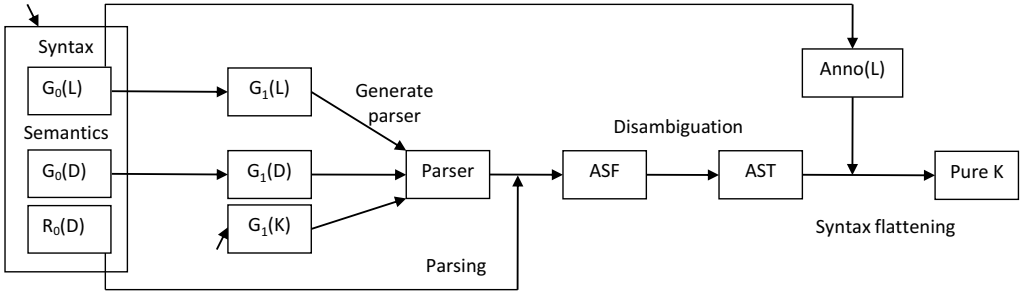 Syntax
G₀(L)
Semantics
G₀(D)
R₀(D)
G₁(L)
G₁(D)
G₁(K)
Generate
parser
Parser
Parsing
ASF
Disambiguation
AST
Anno(L)
Syntax flattening
Pure K